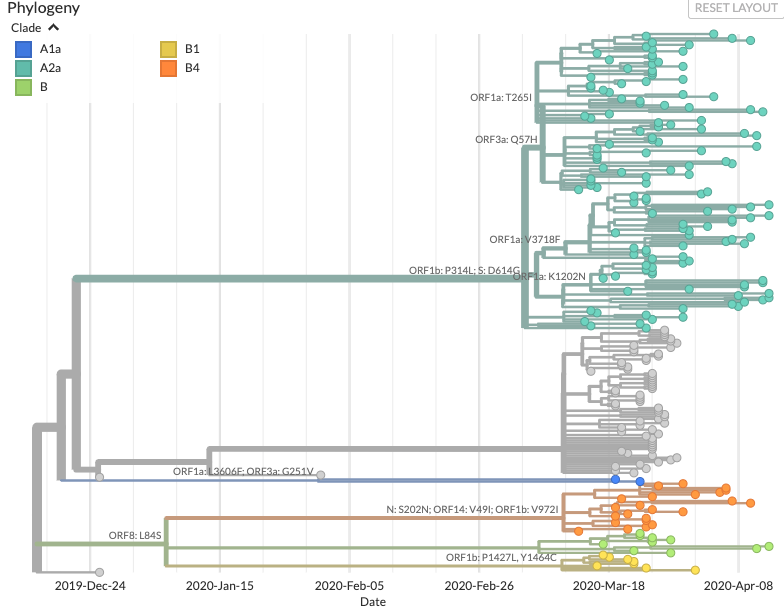 Phylogeny
RESET LAYOUT
Clade
A1a
B1
A2a
B4
B
ORF1a: T265I
ORF3a: Q57H
ORF1a: V3718F
ORF1b: P314L; S: D614G
ORF1a: K1202N
ORF1a: L3606F; ORF3a: G251V
N: S202N; ORF14: V49I; ORF1b: V972I
ORF8: L84S
ORF1b: P1427L, Y1464C
2019-Dec-24
2020-Jan-15
2020-Feb-05
2020-Feb-26
2020-Mar-18
2020-Apr-08
Date